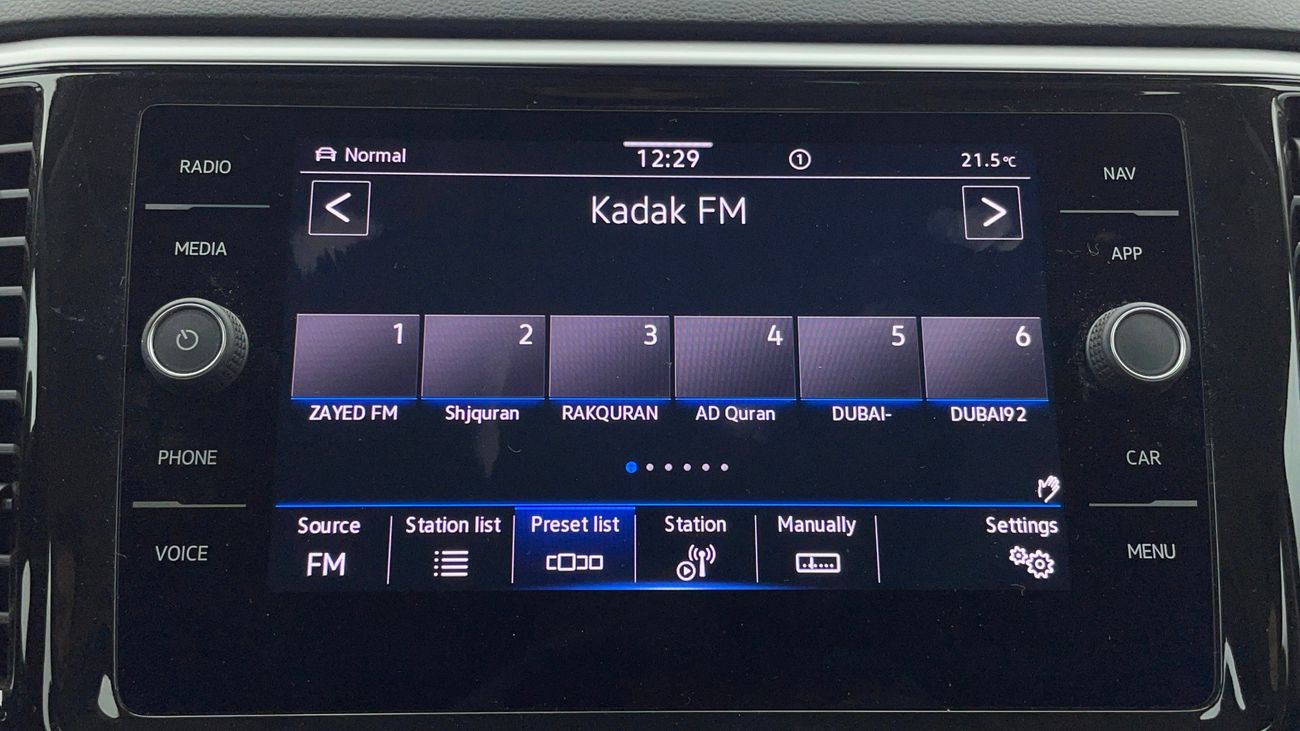 RADIO
MEDIA
PHONE
VOICE
Normal
12:29
1
21.5°C
<
Kadak FM
>
1 2 3 4 5 6
ZAYED FM Shjquran RAKQURAN AD Quran DUBAI- DUBAI92
Source Station list Preset list Station Manually Settings
FM
NAV
APP
CAR
MENU